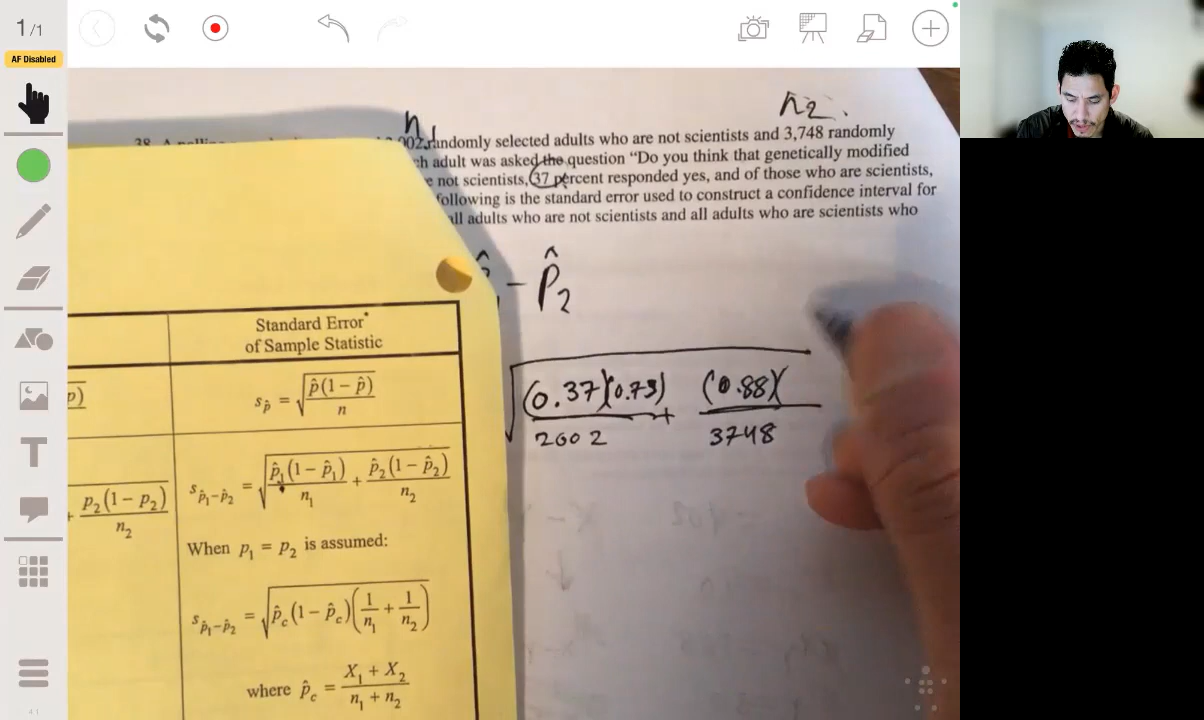 1/1
AF Disabled
n1
n2.
002 randomly selected adults who are not scientists and 3,748 randomly
ch adult was asked the question “Do you think that genetically modified
e not scientists, 37 percent responded yes, and of those who are scientists,
following is the standard error used to construct a confidence interval for
all adults who are not scientists and all adults who are scientists who
- p̂2
√ (0.37)(0.73) + (0.88)(
2002 3748
Standard Error*
of Sample Statistic
p)
s_p̂ = √(p̂(1 − p̂)/n)
s_p̂1−p̂2 = √(p̂1(1 − p̂1)/n1 + p̂2(1 − p̂2)/n2)
+ p2(1 − p2)/n2
When p1 = p2 is assumed:
s_p̂1−p̂2 = √(p̂c(1 − p̂c)(1/n1 + 1/n2))
where p̂c = (X1 + X2)/(n1 + n2)
T